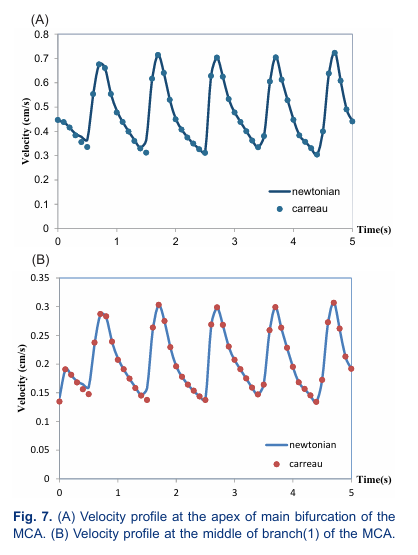 (A)
0.8
0.7
0.6
0.5
0.4
0.3
0.2
0.1
0
Velocity (cm/s)
newtonian
carreau
0 1 2 3 4 5 Time(s)
(B)
0.35
0.3
0.25
0.2
0.15
0.1
0.05
0
Velocity (cm/s)
newtonian
carreau
0 1 2 3 4 5 Time(s)
Fig. 7. (A) Velocity profile at the apex of main bifurcation of the
MCA. (B) Velocity profile at the middle of branch(1) of the MCA.